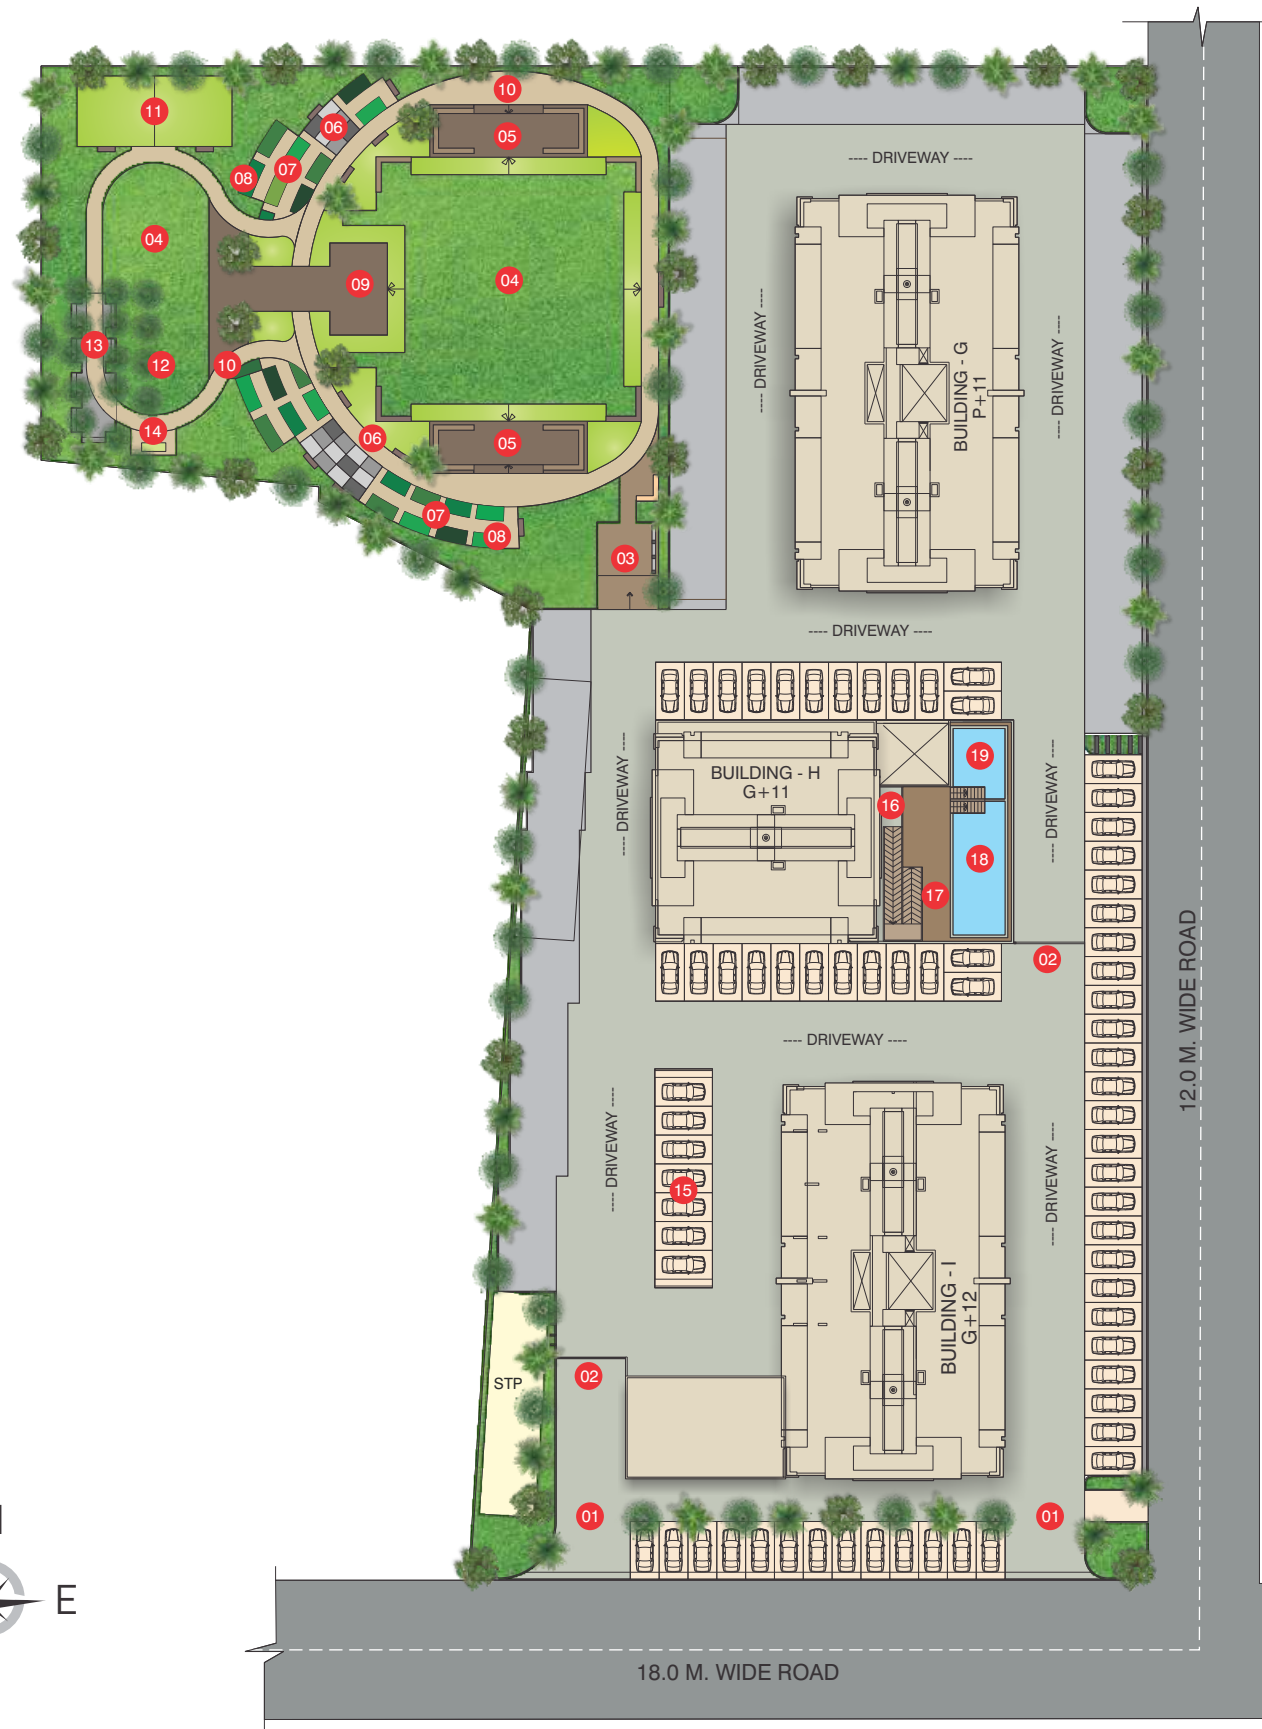 10
11
06
05
---- DRIVEWAY ----
08
07
04
04
09
---- DRIVEWAY ----
BUILDING - G
P+11
---- DRIVEWAY ----
13
12
10
14
06
05
07
08
03
---- DRIVEWAY ----
---- DRIVEWAY ----
BUILDING - H
G+11
19
16
18
17
---- DRIVEWAY ----
02
12.0 M. WIDE ROAD
---- DRIVEWAY ----
---- DRIVEWAY ----
15
---- DRIVEWAY ----
BUILDING - I
G+12
STP
02
01
01
E
18.0 M. WIDE ROAD